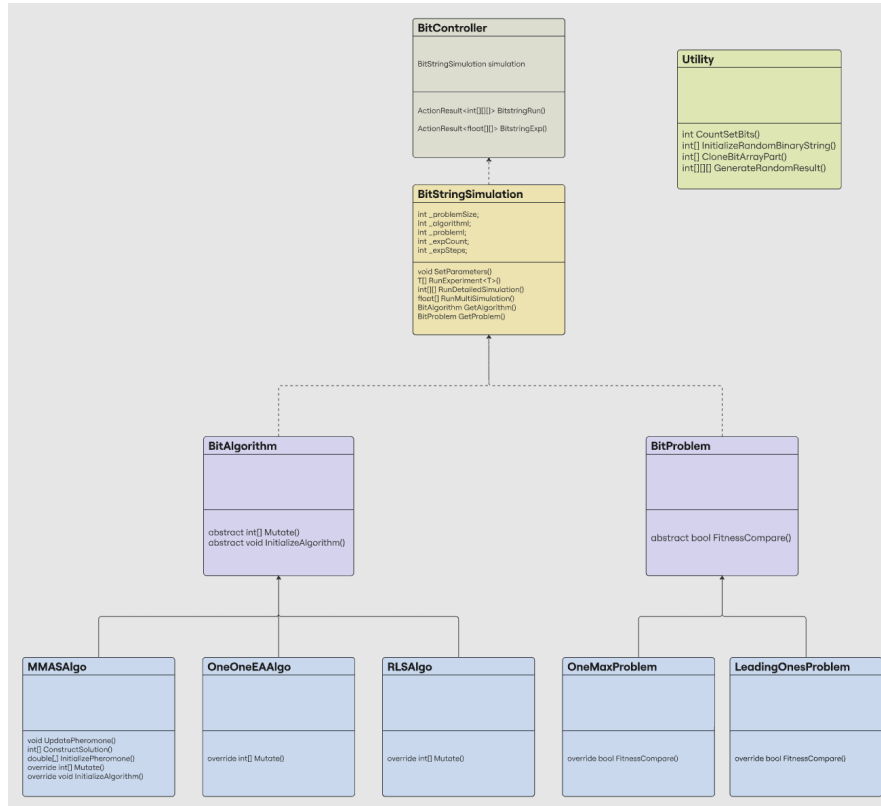 BitController
BitStringSimulation simulation
ActionResult<int[][][]> BitstringRun()
ActionResult<float[][]> BitstringExp()
Utility
int CountSetBits()
int[] InitializeRandomBinaryString()
int[] CloneBitArrayPart()
int[][][] GenerateRandomResult()
BitStringSimulation
int _problemSize;
int _algorithmI;
int _problemI;
int _expCount;
int _expSteps;
void SetParameters()
T[] RunExperiment<T>()
int[][] RunDetailedSimulation()
float[] RunMultiSimulation()
BitAlgorithm GetAlgorithm()
BitProblem GetProblem()
BitAlgorithm
abstract int[] Mutate()
abstract void InitializeAlgorithm()
BitProblem
abstract bool FitnessCompare()
MMASAlgo
void UpdatePheromone()
int[] ConstructSolution()
double[,] InitializePheromone()
override int[] Mutate()
override void InitializeAlgorithm()
OneOneEAAlgo
override int[] Mutate()
RLSAlgo
override int[] Mutate()
OneMaxProblem
override bool FitnessCompare()
LeadingOnesProblem
override bool FitnessCompare()